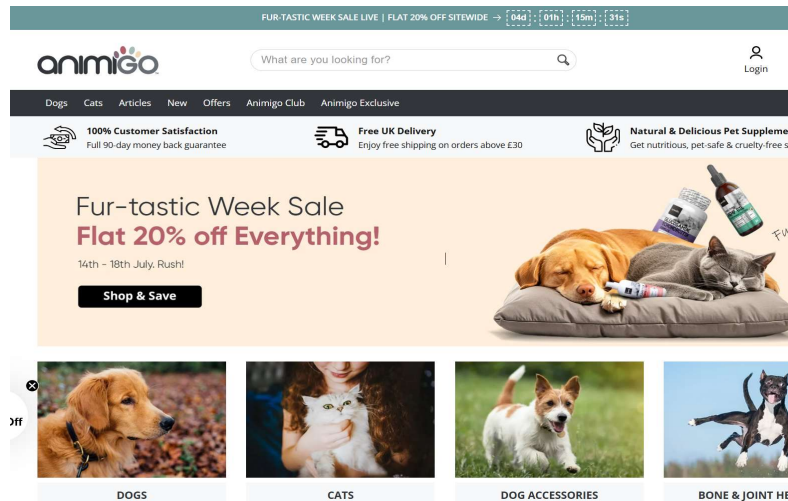 FUR-TASTIC WEEK SALE LIVE | FLAT 20% OFF SITEWIDE → 04d : 01h : 15m : 31s
animigo
What are you looking for?
Login
Dogs Cats Articles New Offers Animigo Club Animigo Exclusive
100% Customer Satisfaction
Full 90-day money back guarantee
Free UK Delivery
Enjoy free shipping on orders above £30
Natural & Delicious Pet Suppleme
Get nutritious, pet-safe & cruelty-free s
Fur-tastic Week Sale
Flat 20% off Everything!
14th - 18th July. Rush!
Shop & Save
Off
DOGS
CATS
DOG ACCESSORIES
BONE & JOINT HE